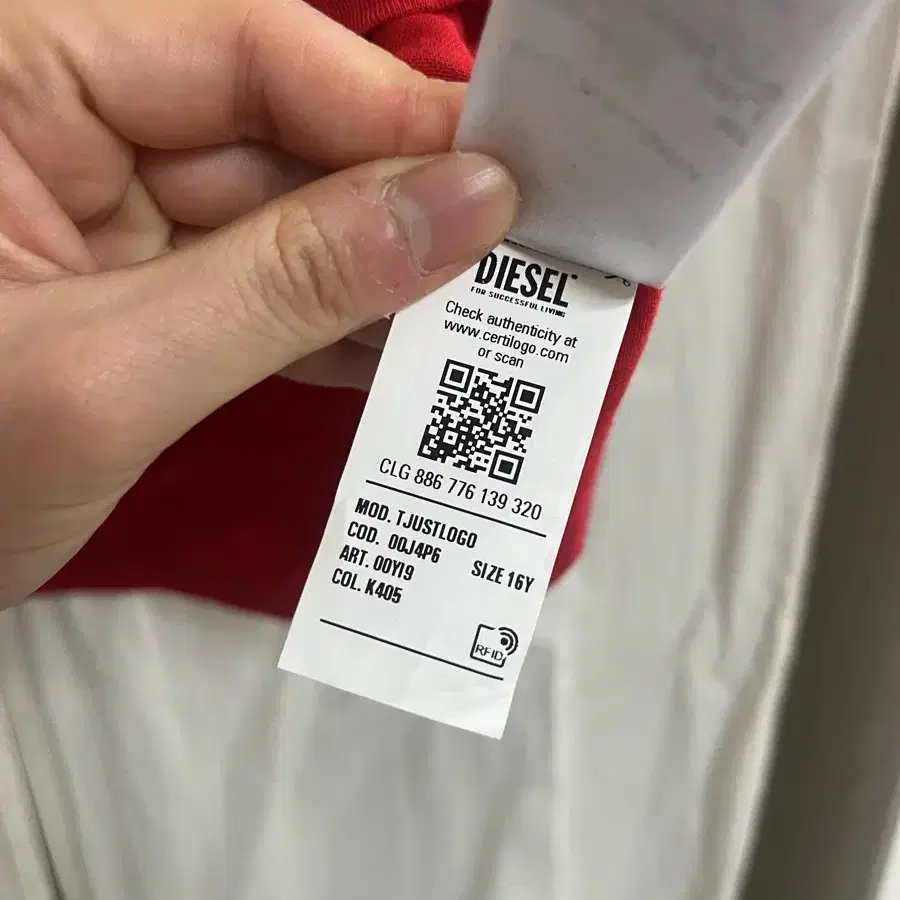 DIESEL
FOR SUCCESSFUL LIVING
Check authenticity at
www.certilogo.com
or scan
CLG 886 776 139 320
MOD. TJUSTLOGO
COD. 00J4P6
SIZE 16Y
ART. 00YI9
COL. K405
RFID